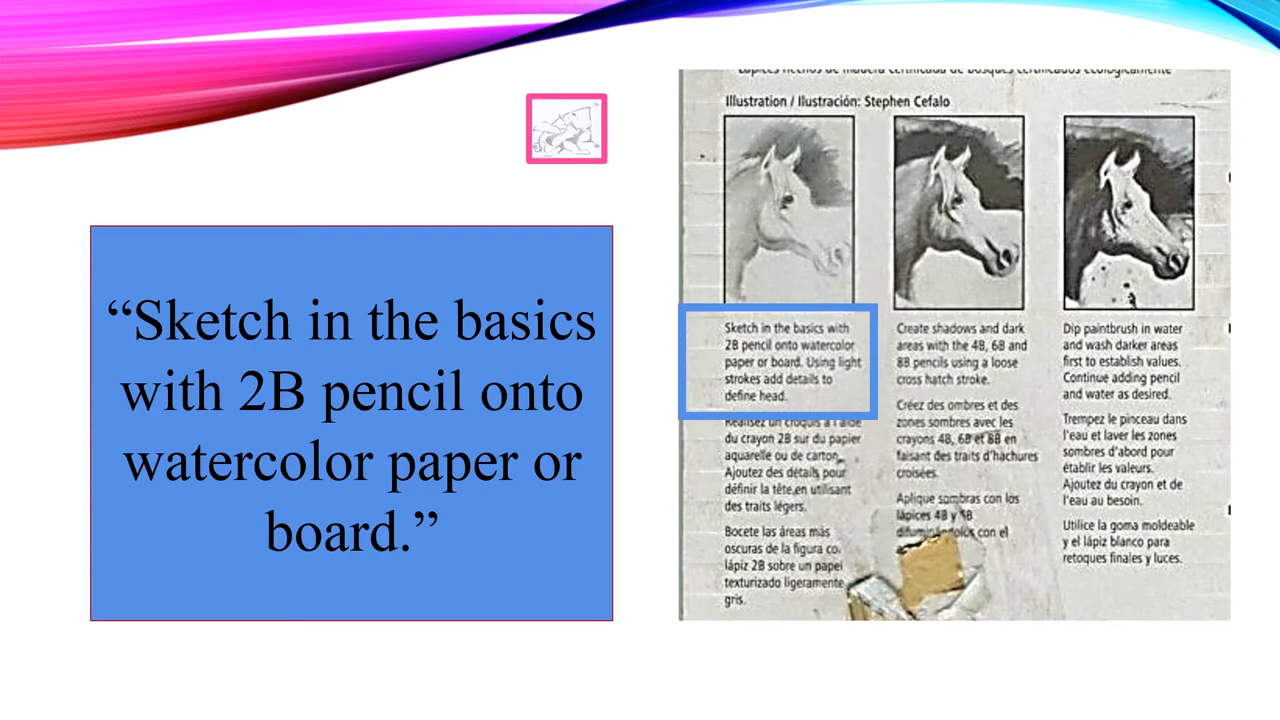 “Sketch in the basics
with 2B pencil onto
watercolor paper or
board.”
Lápices hechos de madera certificada de bosques certificados ecológicamente
Illustration / Ilustración: Stephen Cefalo
Sketch in the basics with
2B pencil onto watercolor
paper or board. Using light
strokes add details to
define head.
Réalisez un croquis à l'aide
du crayon 2B sur du papier
aquarelle ou de carton.
Ajoutez des détails pour
définir la tête en utilisant
des traits légers.
Bocete las áreas más
oscuras de la figura co
lápiz 2B sobre un papel
texturizado ligeramente
gris.
Create shadows and dark
areas with the 4B, 6B and
8B pencils using a loose
cross hatch stroke.
Créez des ombres et des
zones sombres avec les
crayons 4B, 6B et 8B en
faisant des traits d'hachures
croisées.
Aplique sombras con los
lápices 4B y
difuminándolos con el
Dip paintbrush in water
and wash darker areas
first to establish values.
Continue adding pencil
and water as desired.
Trempez le pinceau dans
l'eau et laver les zones
sombres d'abord pour
établir les valeurs.
Ajoutez du crayon et de
l'eau au besoin.
Utilice la goma moldeable
y el lápiz blanco para
retoques finales y luces.